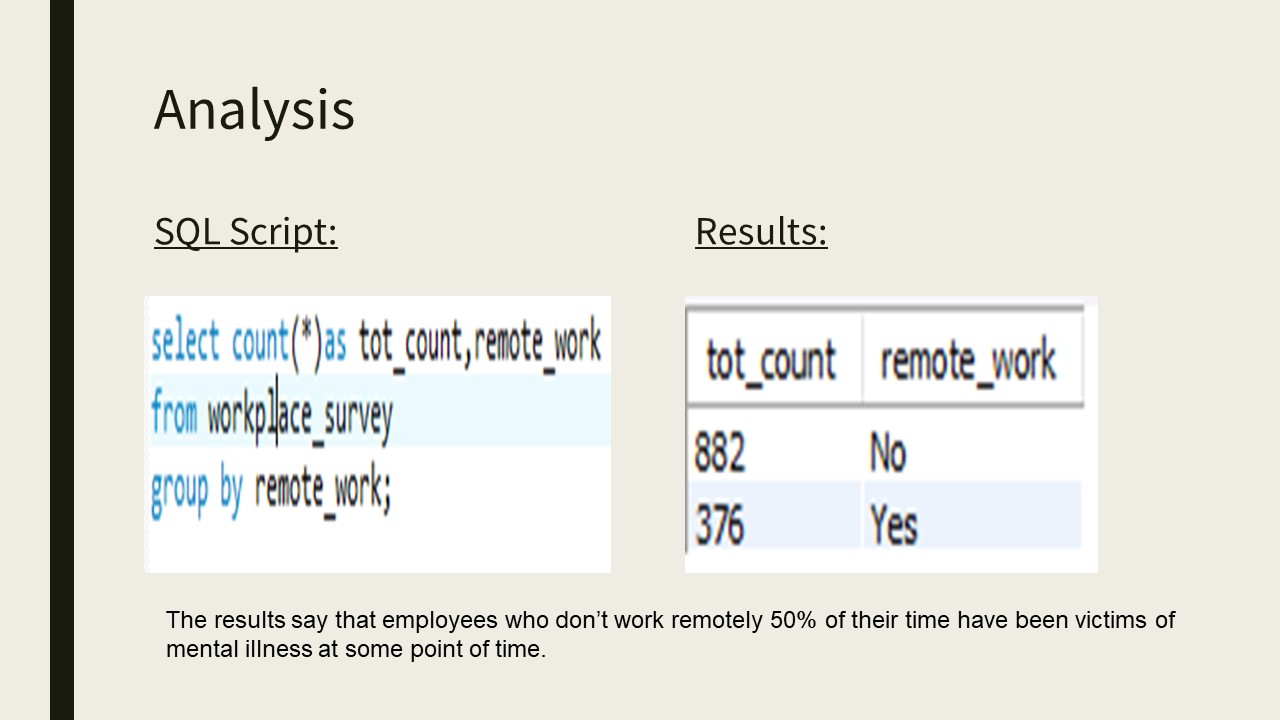 Analysis
SQL Script:
Results:
select count(*)as tot_count,remote_work
from workplace_survey
group by remote_work;
tot_count remote_work
882 No
376 Yes
The results say that employees who don’t work remotely 50% of their time have been victims of
mental illness at some point of time.